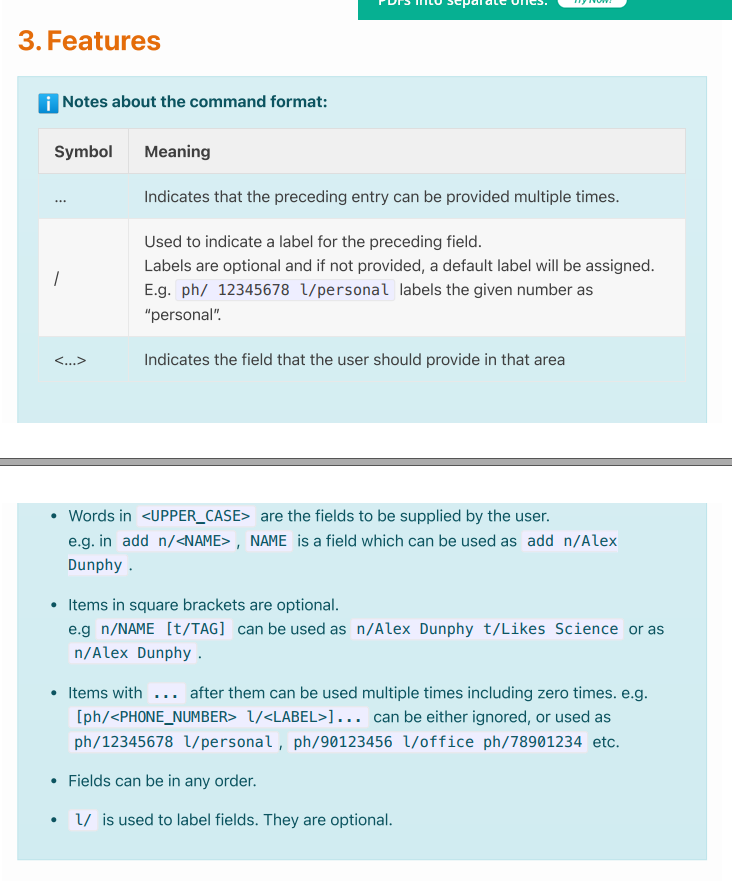 PDFs into separate ones. Try Now!
3. Features
i Notes about the command format:
Symbol Meaning
... Indicates that the preceding entry can be provided multiple times.
Used to indicate a label for the preceding field.
Labels are optional and if not provided, a default label will be assigned.
/ E.g. ph/ 12345678 l/personal labels the given number as
“personal”.
<...> Indicates the field that the user should provide in that area
• Words in <UPPER_CASE> are the fields to be supplied by the user.
e.g. in add n/<NAME> , NAME is a field which can be used as add n/Alex
Dunphy .
• Items in square brackets are optional.
e.g n/NAME [t/TAG] can be used as n/Alex Dunphy t/Likes Science or as
n/Alex Dunphy .
• Items with ... after them can be used multiple times including zero times. e.g.
[ph/<PHONE_NUMBER> l/<LABEL>]... can be either ignored, or used as
ph/12345678 l/personal , ph/90123456 l/office ph/78901234 etc.
• Fields can be in any order.
• l/ is used to label fields. They are optional.